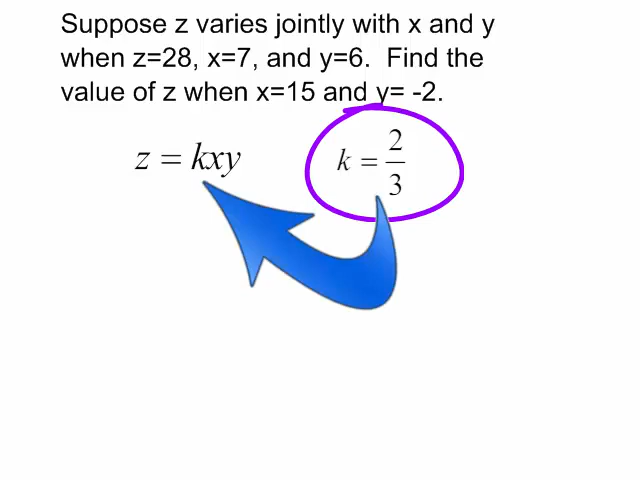 Suppose z varies jointly with x and y
when z=28, x=7, and y=6.  Find the
value of z when x=15 and y= -2.
z = kxy
k = 2/3